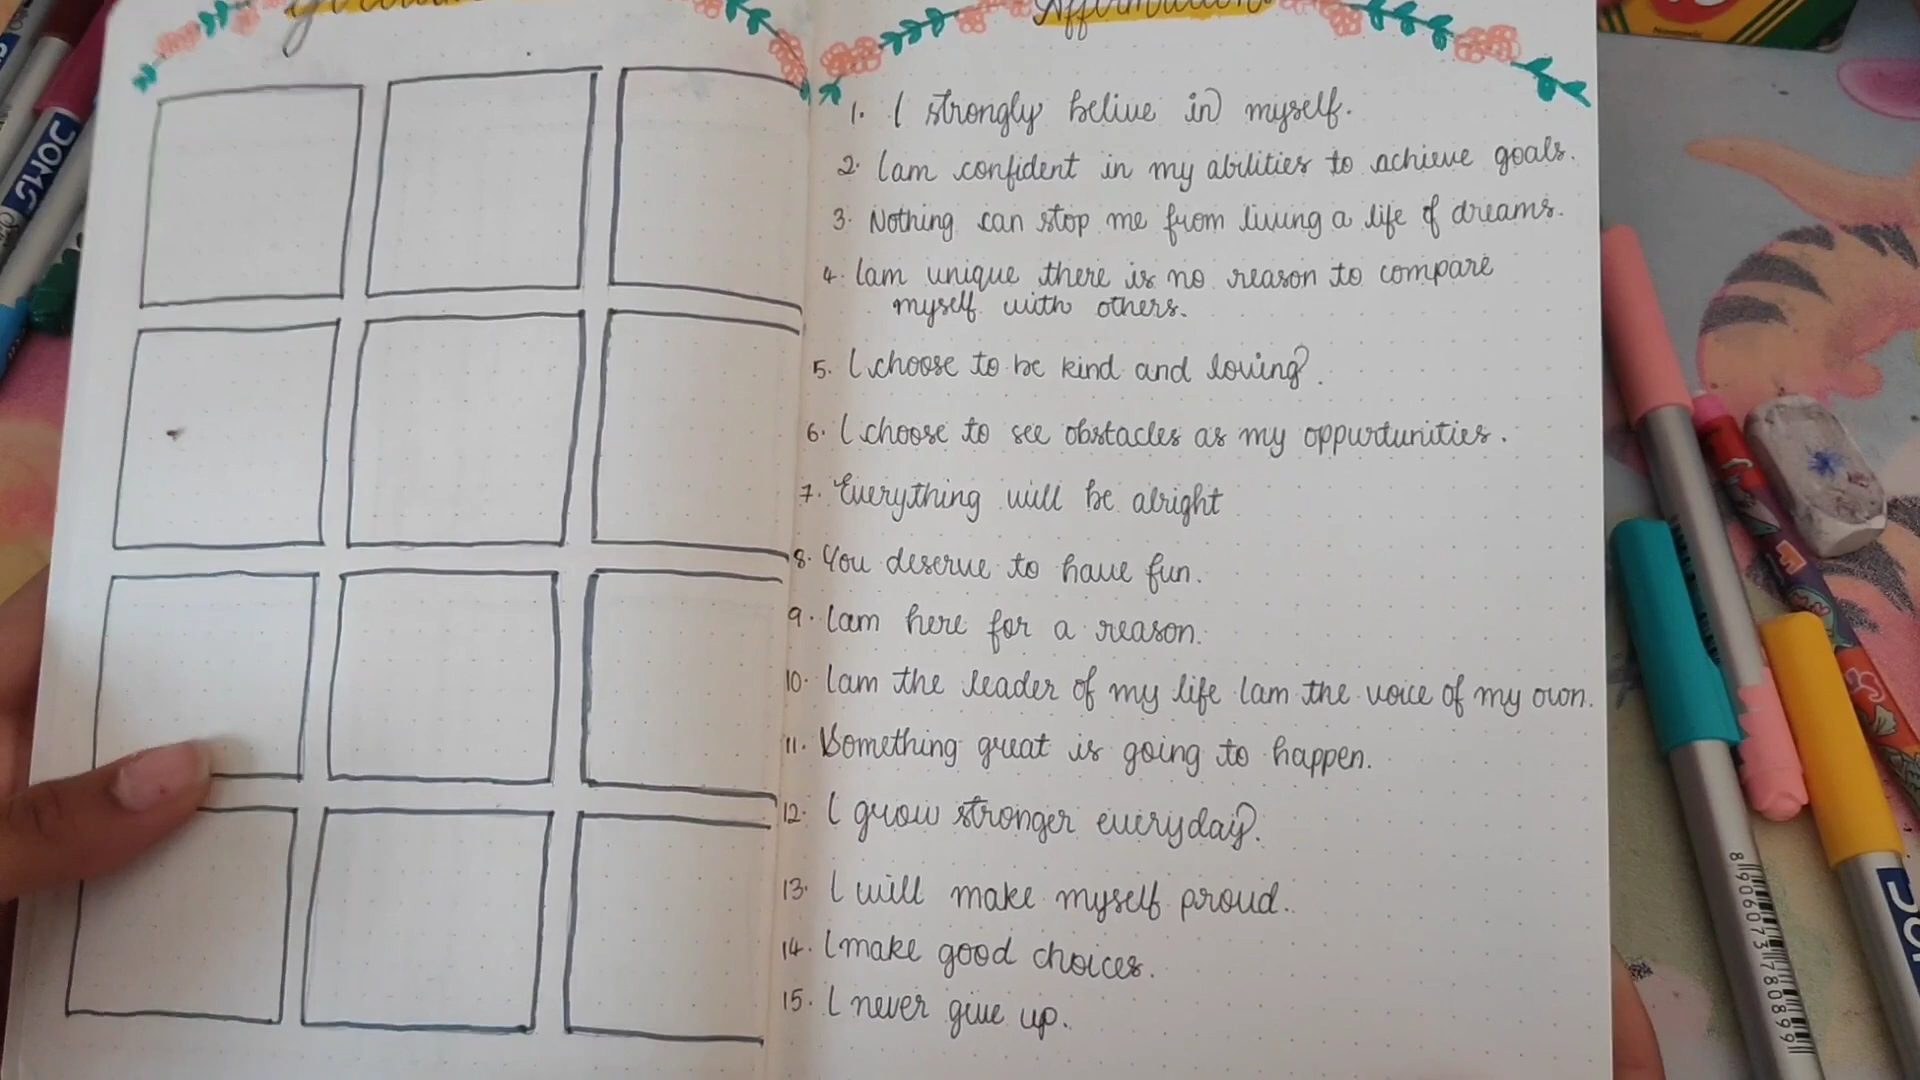 Affirmation
1. I strongly belive in myself.
2. I am confident in my abilities to achieve goals.
3. Nothing can stop me from living a life of dreams.
4. I am unique there is no reason to compare
myself with others.
5. I choose to be kind and loving.
6. I choose to see obstacles as my oppurtunities.
7. Everything will be alright
8. You deserve to have fun.
9. I am here for a reason.
10. I am the leader of my life I am the voice of my own.
11. Something great is going to happen.
12. I grow stronger everyday.
13. I will make myself proud.
14. I make good choices.
15. I never give up.
DOMS
8906073780899